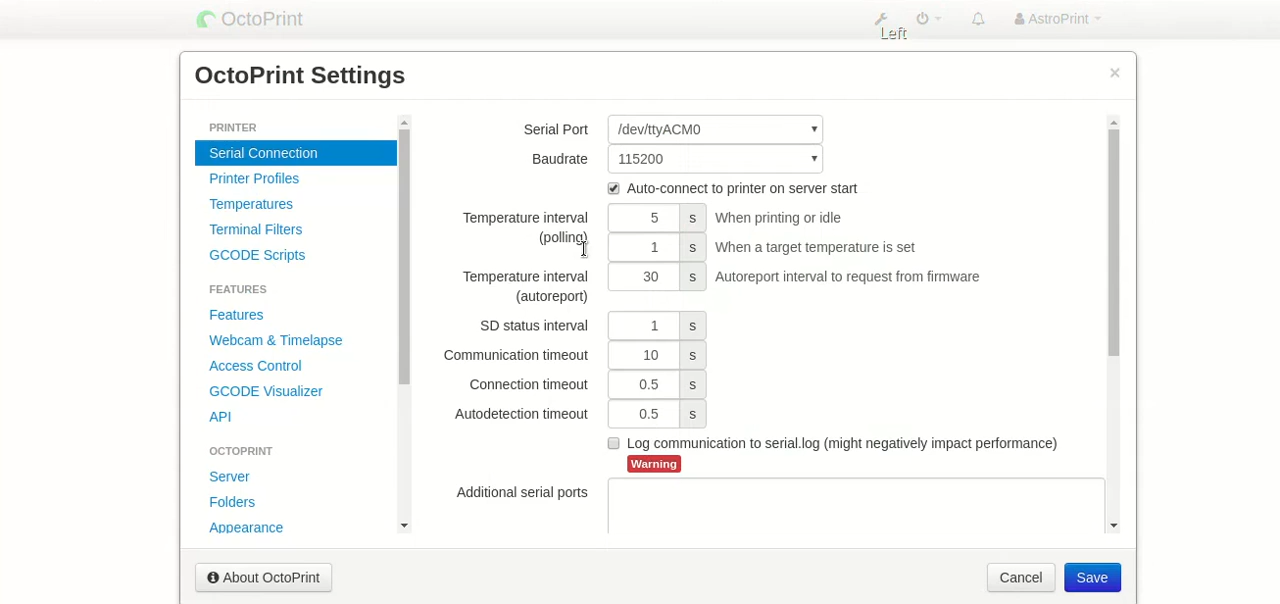 OctoPrint
AstroPrint
Left
OctoPrint Settings
×
PRINTER
Serial Connection
Printer Profiles
Temperatures
Terminal Filters
GCODE Scripts
FEATURES
Features
Webcam & Timelapse
Access Control
GCODE Visualizer
API
OCTOPRINT
Server
Folders
Appearance
Serial Port /dev/ttyACM0
Baudrate 115200
Auto-connect to printer on server start
Temperature interval 5 s When printing or idle
(polling)
1 s When a target temperature is set
Temperature interval 30 s Autoreport interval to request from firmware
(autoreport)
SD status interval 1 s
Communication timeout 10 s
Connection timeout 0.5 s
Autodetection timeout 0.5 s
Log communication to serial.log (might negatively impact performance)
Warning
Additional serial ports
About OctoPrint
Cancel
Save